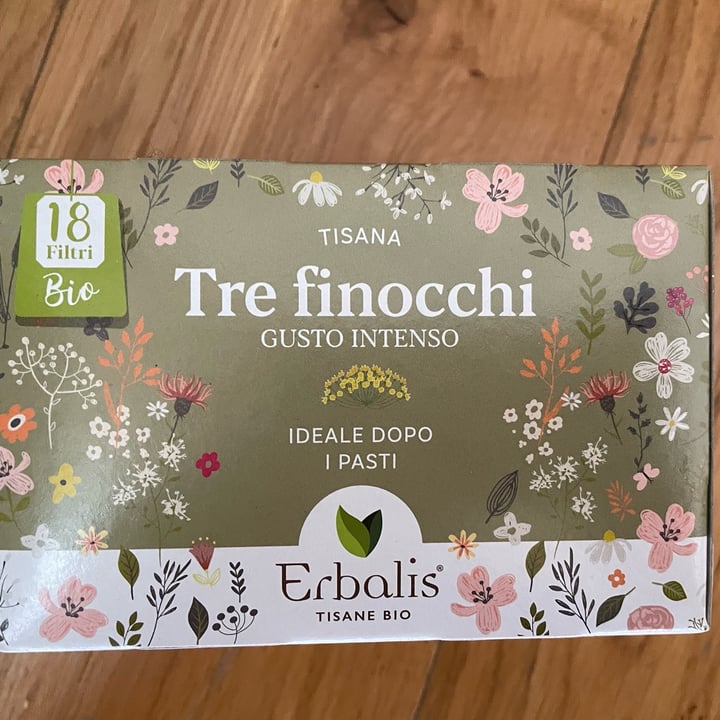 18
Filtri
Bio
TISANA
Tre finocchi
GUSTO INTENSO
IDEALE DOPO
I PASTI
Erbalis®
TISANE BIO